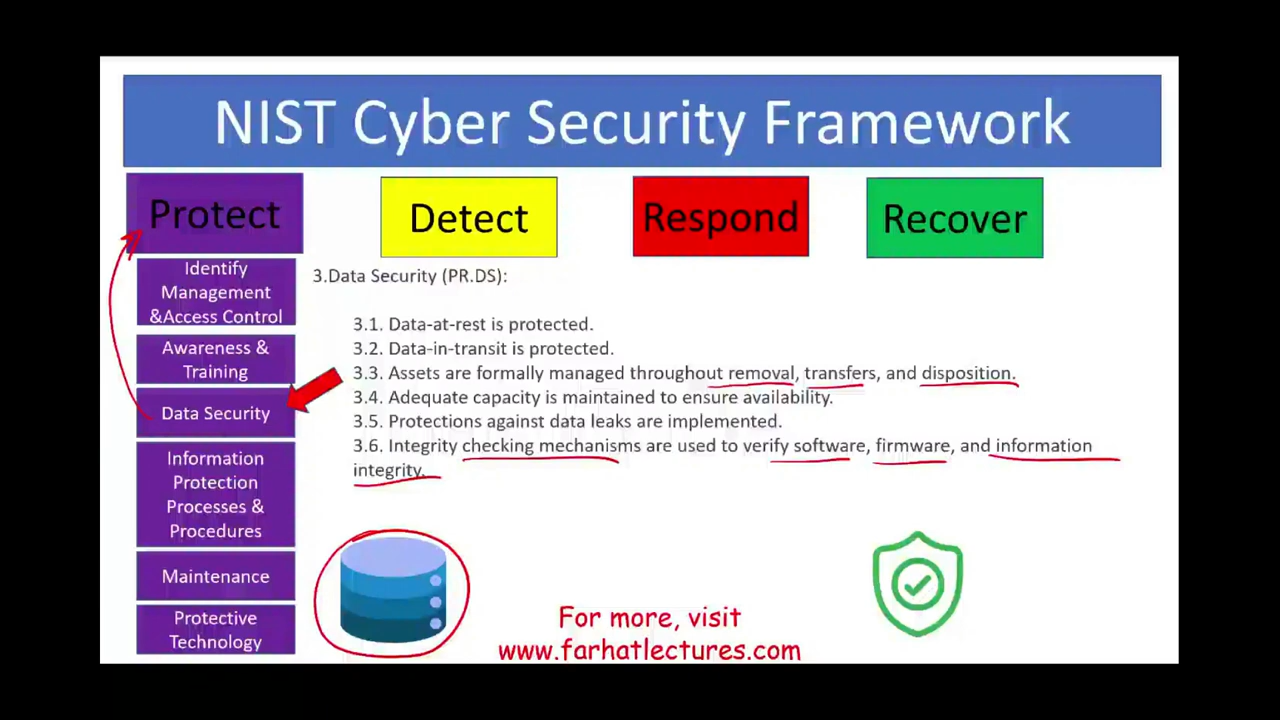 NIST Cyber Security Framework
Protect
Detect
Respond
Recover
Identify
Management
&Access Control
Awareness &
Training
Data Security
Information
Protection
Processes &
Procedures
Maintenance
Protective
Technology
3.Data Security (PR.DS):
3.1. Data-at-rest is protected.
3.2. Data-in-transit is protected.
3.3. Assets are formally managed throughout removal, transfers, and disposition.
3.4. Adequate capacity is maintained to ensure availability.
3.5. Protections against data leaks are implemented.
3.6. Integrity checking mechanisms are used to verify software, firmware, and information
integrity.
For more, visit
www.farhatlectures.com